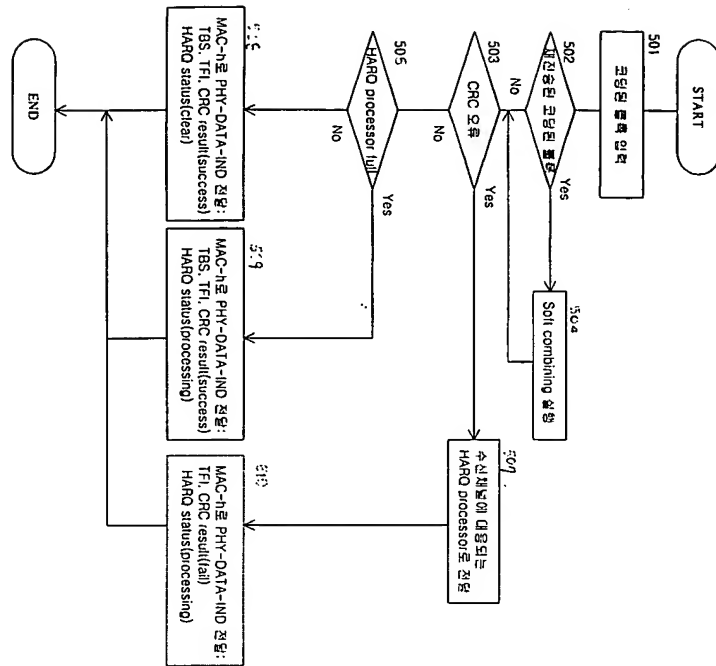 START
501
코딩된 블록 입력
502
재전송된 코딩된 블록
Yes
No
504
Soft combining 실행
503
CRC 오류
Yes
No
507
수신채널에 대응되는
HARQ processor로 전달
505
HARQ processor full
Yes
No
MAC-h로 PHY-DATA-IND 전달:
TBS, TFI, CRC result(success)
HARQ status(clear)
519
MAC-h로 PHY-DATA-IND 전달:
TBS, TFI, CRC result(success)
HARQ status(processing)
MAC-h로 PHY-DATA-IND 전달:
TFI, CRC result(fail)
HARQ status(processing)
END